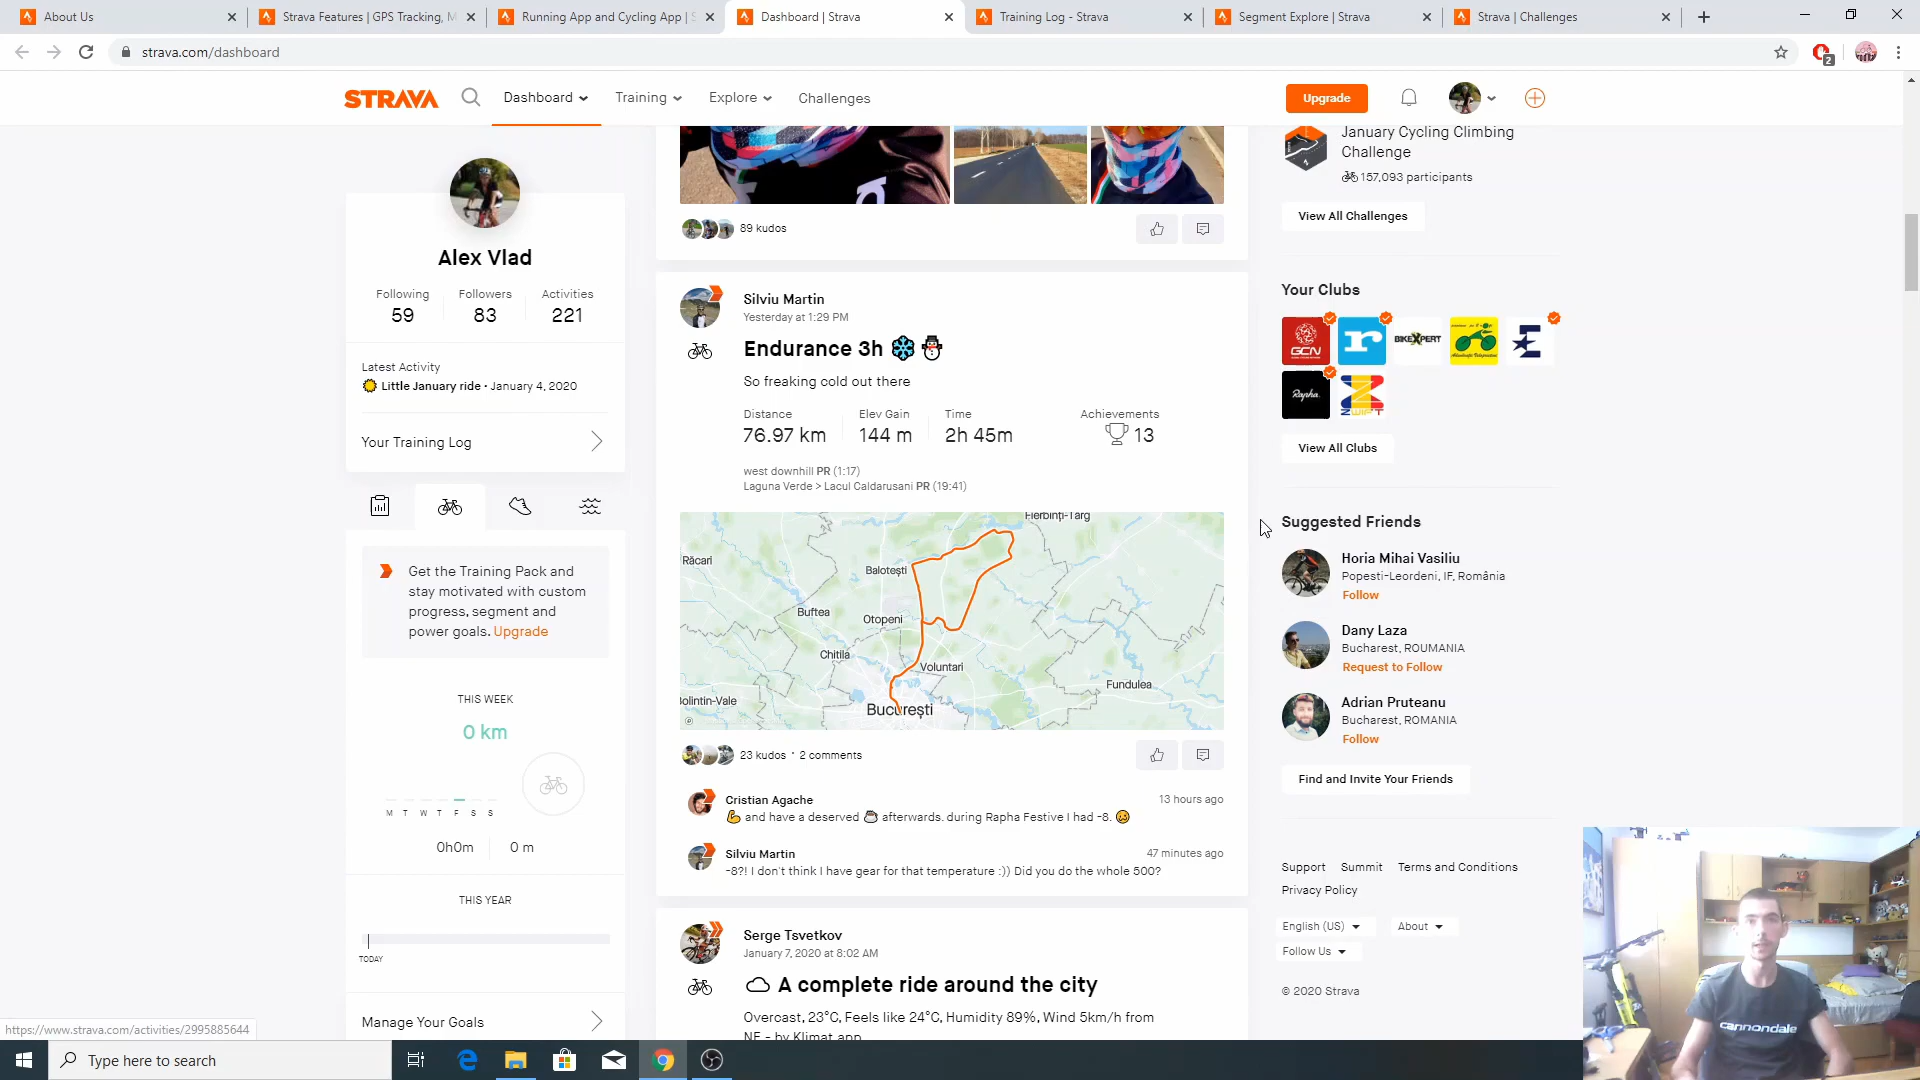 About Us
Strava Features | GPS Tracking, M
Running App and Cycling App | S
Dashboard | Strava
Training Log - Strava
Segment Explore | Strava
Strava | Challenges
strava.com/dashboard
2
STRAVA
Dashboard
Training
Explore
Challenges
Upgrade
Alex Vlad
Following
Followers
Activities
59
83
221
Latest Activity
Little January ride • January 4, 2020
Your Training Log
Get the Training Pack and
stay motivated with custom
progress, segment and
power goals. Upgrade
THIS WEEK
0 km
M T W T F S S
0h0m
0 m
THIS YEAR
TODAY
Manage Your Goals
https://www.strava.com/activities/2995885644
89 kudos
Silviu Martin
Yesterday at 1:29 PM
Endurance 3h ❄️☃️
So freaking cold out there
Distance
Elev Gain
Time
Achievements
76.97 km
144 m
2h 45m
13
west downhill PR (1:17)
Laguna Verde > Lacul Caldarusani PR (19:41)
Fierbinți-Targ
Răcari
Balotești
Buftea
Otopeni
Chitila
Voluntari
Fundulea
Bolintin-Vale
București
23 kudos · 2 comments
Cristian Agache
13 hours ago
💪 and have a deserved ☕ afterwards. during Rapha Festive I had -8. 😖
Silviu Martin
47 minutes ago
-8?! I don't think I have gear for that temperature :)) Did you do the whole 500?
Serge Tsvetkov
January 7, 2020 at 8:02 AM
A complete ride around the city
Overcast, 23°C, Feels like 24°C, Humidity 89%, Wind 5km/h from
NE - by Klimat.app
January Cycling Climbing
Challenge
157,093 participants
View All Challenges
Your Clubs
GCN
r
BIKEXPERT
E
Rapha
ZWIFT
View All Clubs
Suggested Friends
Horia Mihai Vasiliu
Popesti-Leordeni, IF, România
Follow
Dany Laza
Bucharest, ROUMANIA
Request to Follow
Adrian Pruteanu
Bucharest, ROMANIA
Follow
Find and Invite Your Friends
Support
Summit
Terms and Conditions
Privacy Policy
English (US)
About
Follow Us
© 2020 Strava
cannondale
Type here to search